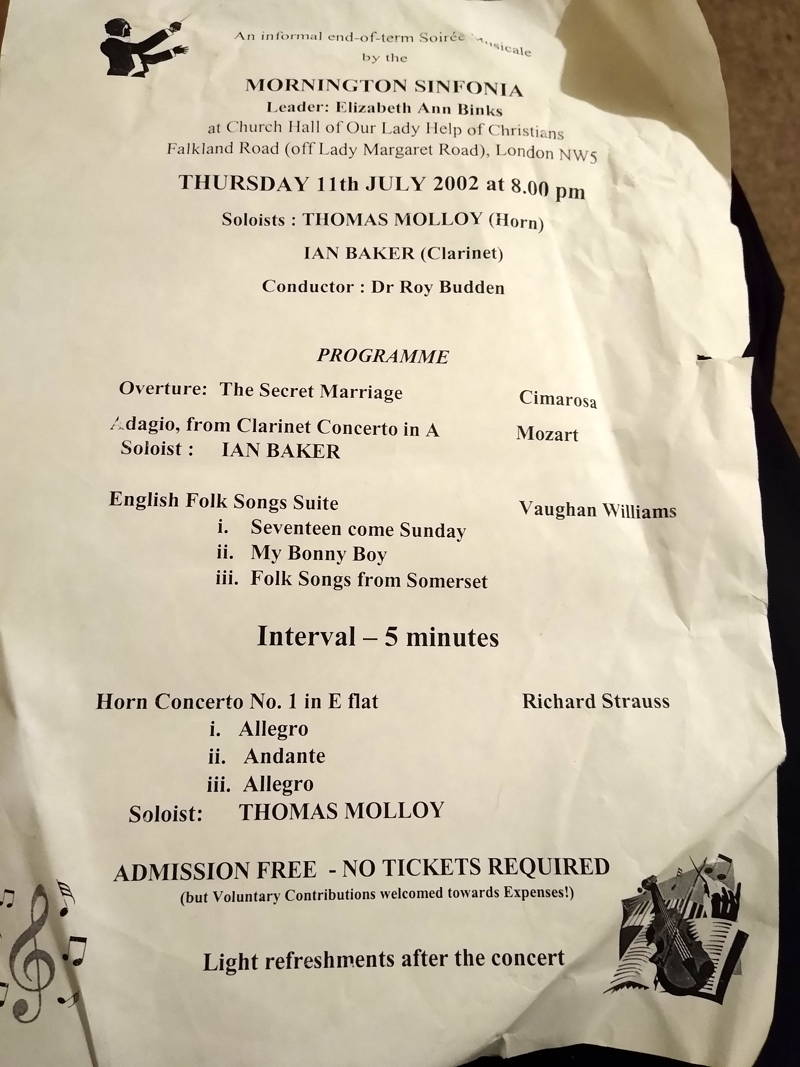 An informal end-of-term Soirée Musicale
by the
MORNINGTON SINFONIA
Leader: Elizabeth Ann Binks
at Church Hall of Our Lady Help of Christians
Falkland Road (off Lady Margaret Road), London NW5
THURSDAY 11th JULY 2002 at 8.00 pm
Soloists : THOMAS MOLLOY (Horn)
IAN BAKER (Clarinet)
Conductor : Dr Roy Budden
PROGRAMME
Overture: The Secret Marriage Cimarosa
Adagio, from Clarinet Concerto in A Mozart
Soloist : IAN BAKER
English Folk Songs Suite Vaughan Williams
i. Seventeen come Sunday
ii. My Bonny Boy
iii. Folk Songs from Somerset
Interval – 5 minutes
Horn Concerto No. 1 in E flat Richard Strauss
i. Allegro
ii. Andante
iii. Allegro
Soloist: THOMAS MOLLOY
ADMISSION FREE - NO TICKETS REQUIRED
(but Voluntary Contributions welcomed towards Expenses!)
Light refreshments after the concert